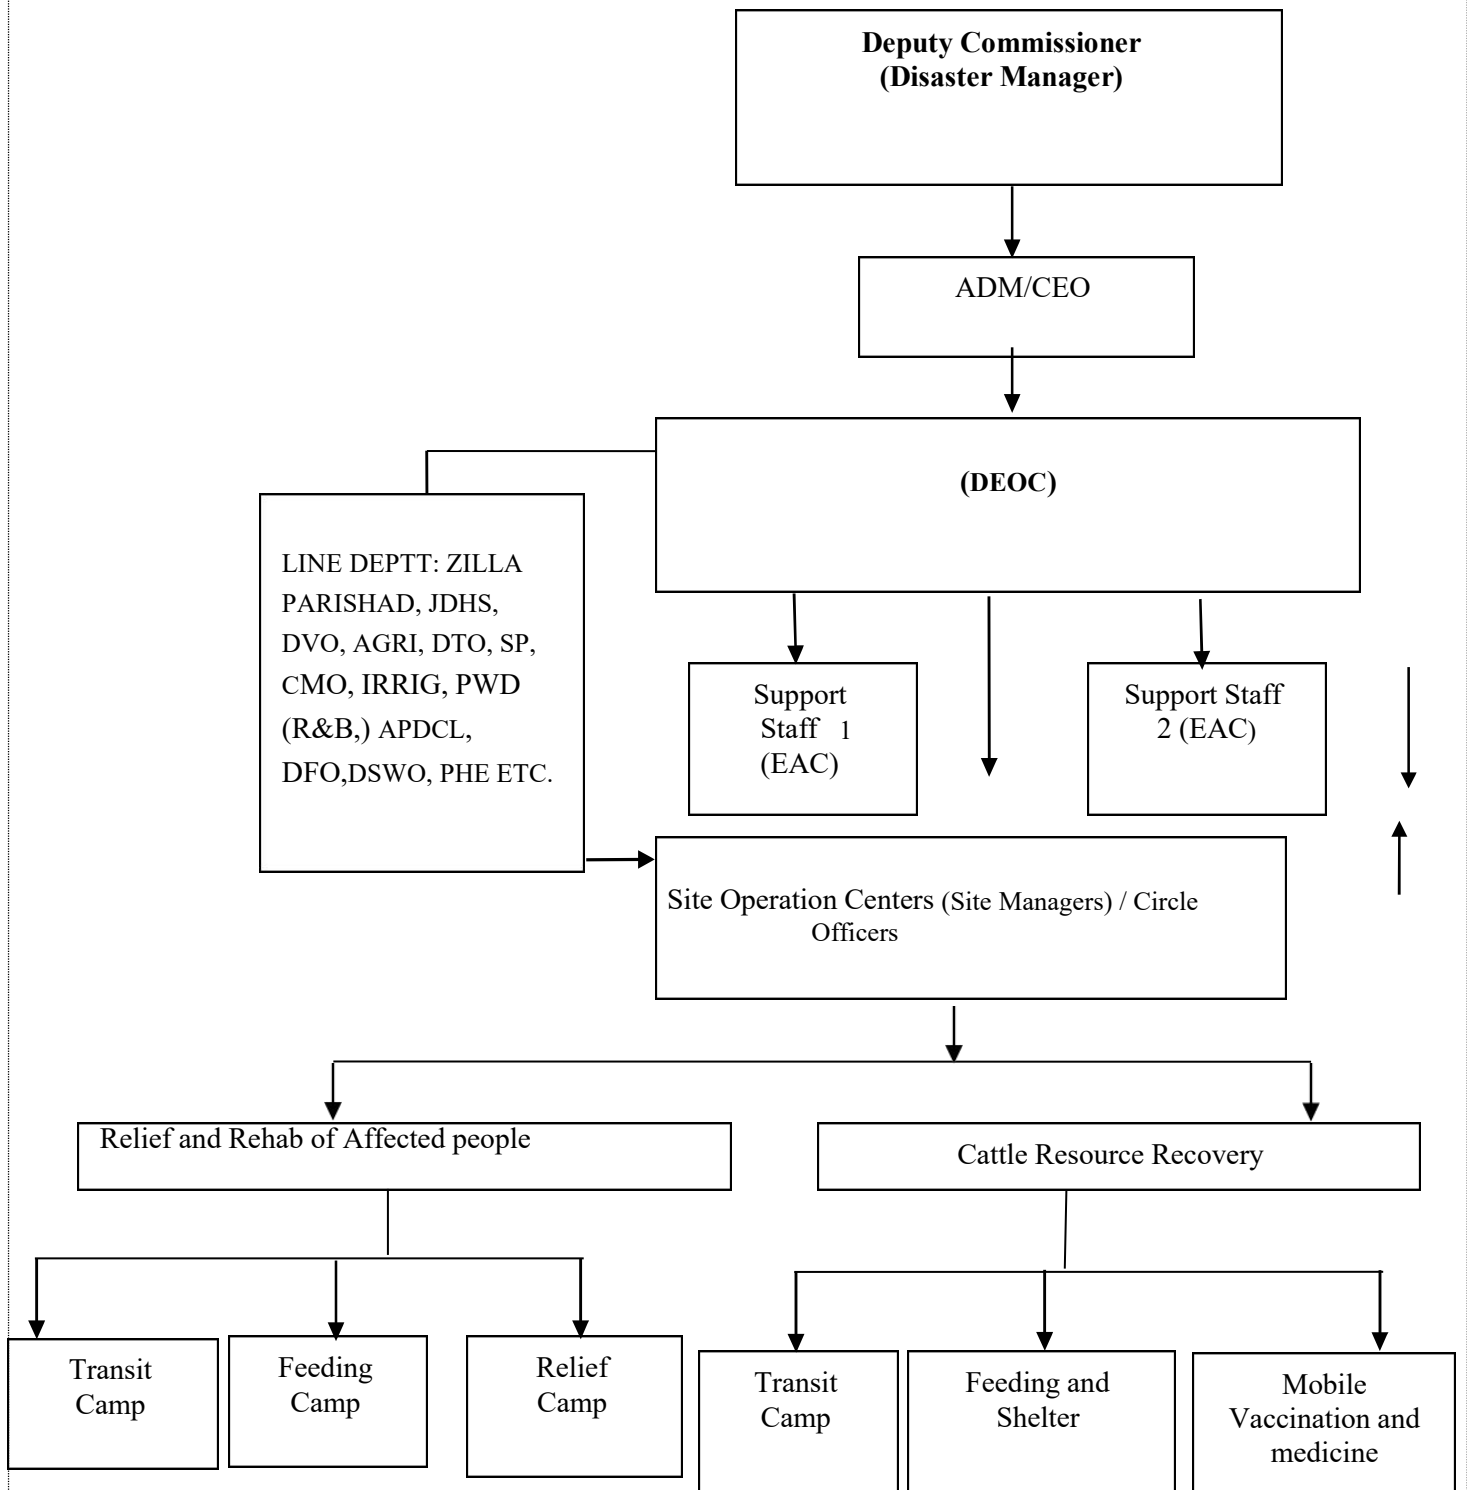 Deputy Commissioner
(Disaster Manager)
ADM/CEO
(DEOC)
LINE DEPTT: ZILLA
PARISHAD, JDHS,
DVO, AGRI, DTO, SP,
CMO, IRRIG, PWD
(R&B,) APDCL,
DFO,DSWO, PHE ETC.
Support
Staff 1
(EAC)
Support Staff
2 (EAC)
Site Operation Centers (Site Managers) / Circle
Officers
Relief and Rehab of Affected people
Cattle Resource Recovery
Transit
Camp
Feeding
Camp
Relief
Camp
Transit
Camp
Feeding and
Shelter
Mobile
Vaccination and
medicine